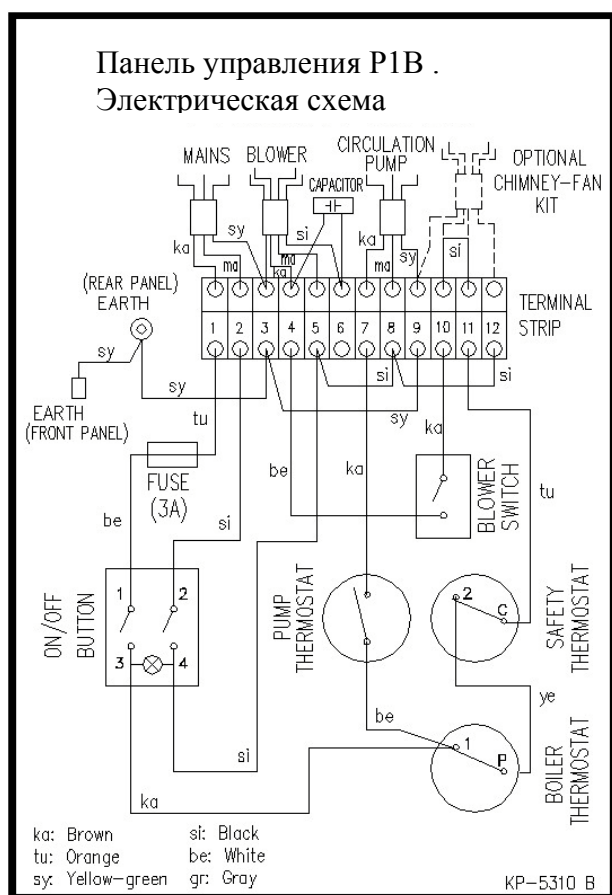 Панель управления P1B .
Электрическая схема
MAINS
BLOWER
CIRCULATION
PUMP
OPTIONAL
CHIMNEY-FAN
KIT
CAPACITOR
sy
si
ka
ma
ma
ka
ka
ma
sy
si
(REAR PANEL)
EARTH
1 2 3 4 5 6 7 8 9 10 11 12
TERMINAL
STRIP
sy
sy
si
si
EARTH
(FRONT PANEL)
tu
sy
ka
FUSE
(3A)
be
ka
tu
be
si
BLOWER
SWITCH
ON/OFF
BUTTON
1 2
3 4
PUMP
THERMOSTAT
2
C
SAFETY
THERMOSTAT
ye
be
si
1
P
BOILER
THERMOSTAT
ka
ka: Brown
si: Black
tu: Orange
be: White
sy: Yellow-green
gr: Gray
KP-5310 B